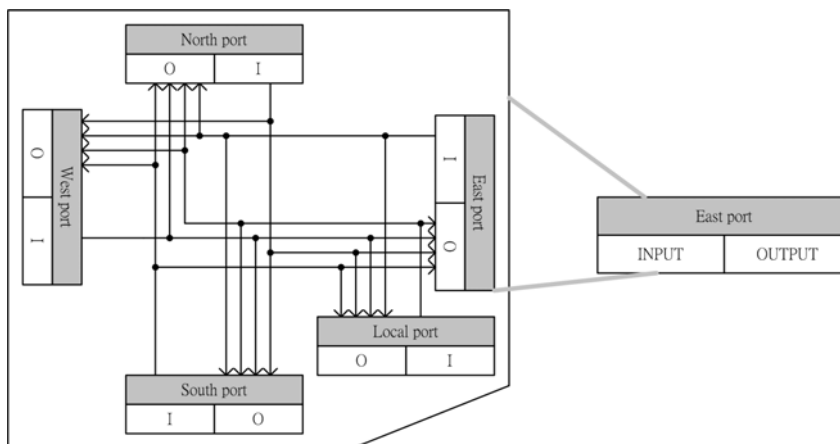 North port
O I
O
West port
I
I
East port
O
East port
INPUT OUTPUT
Local port
O I
South port
I O